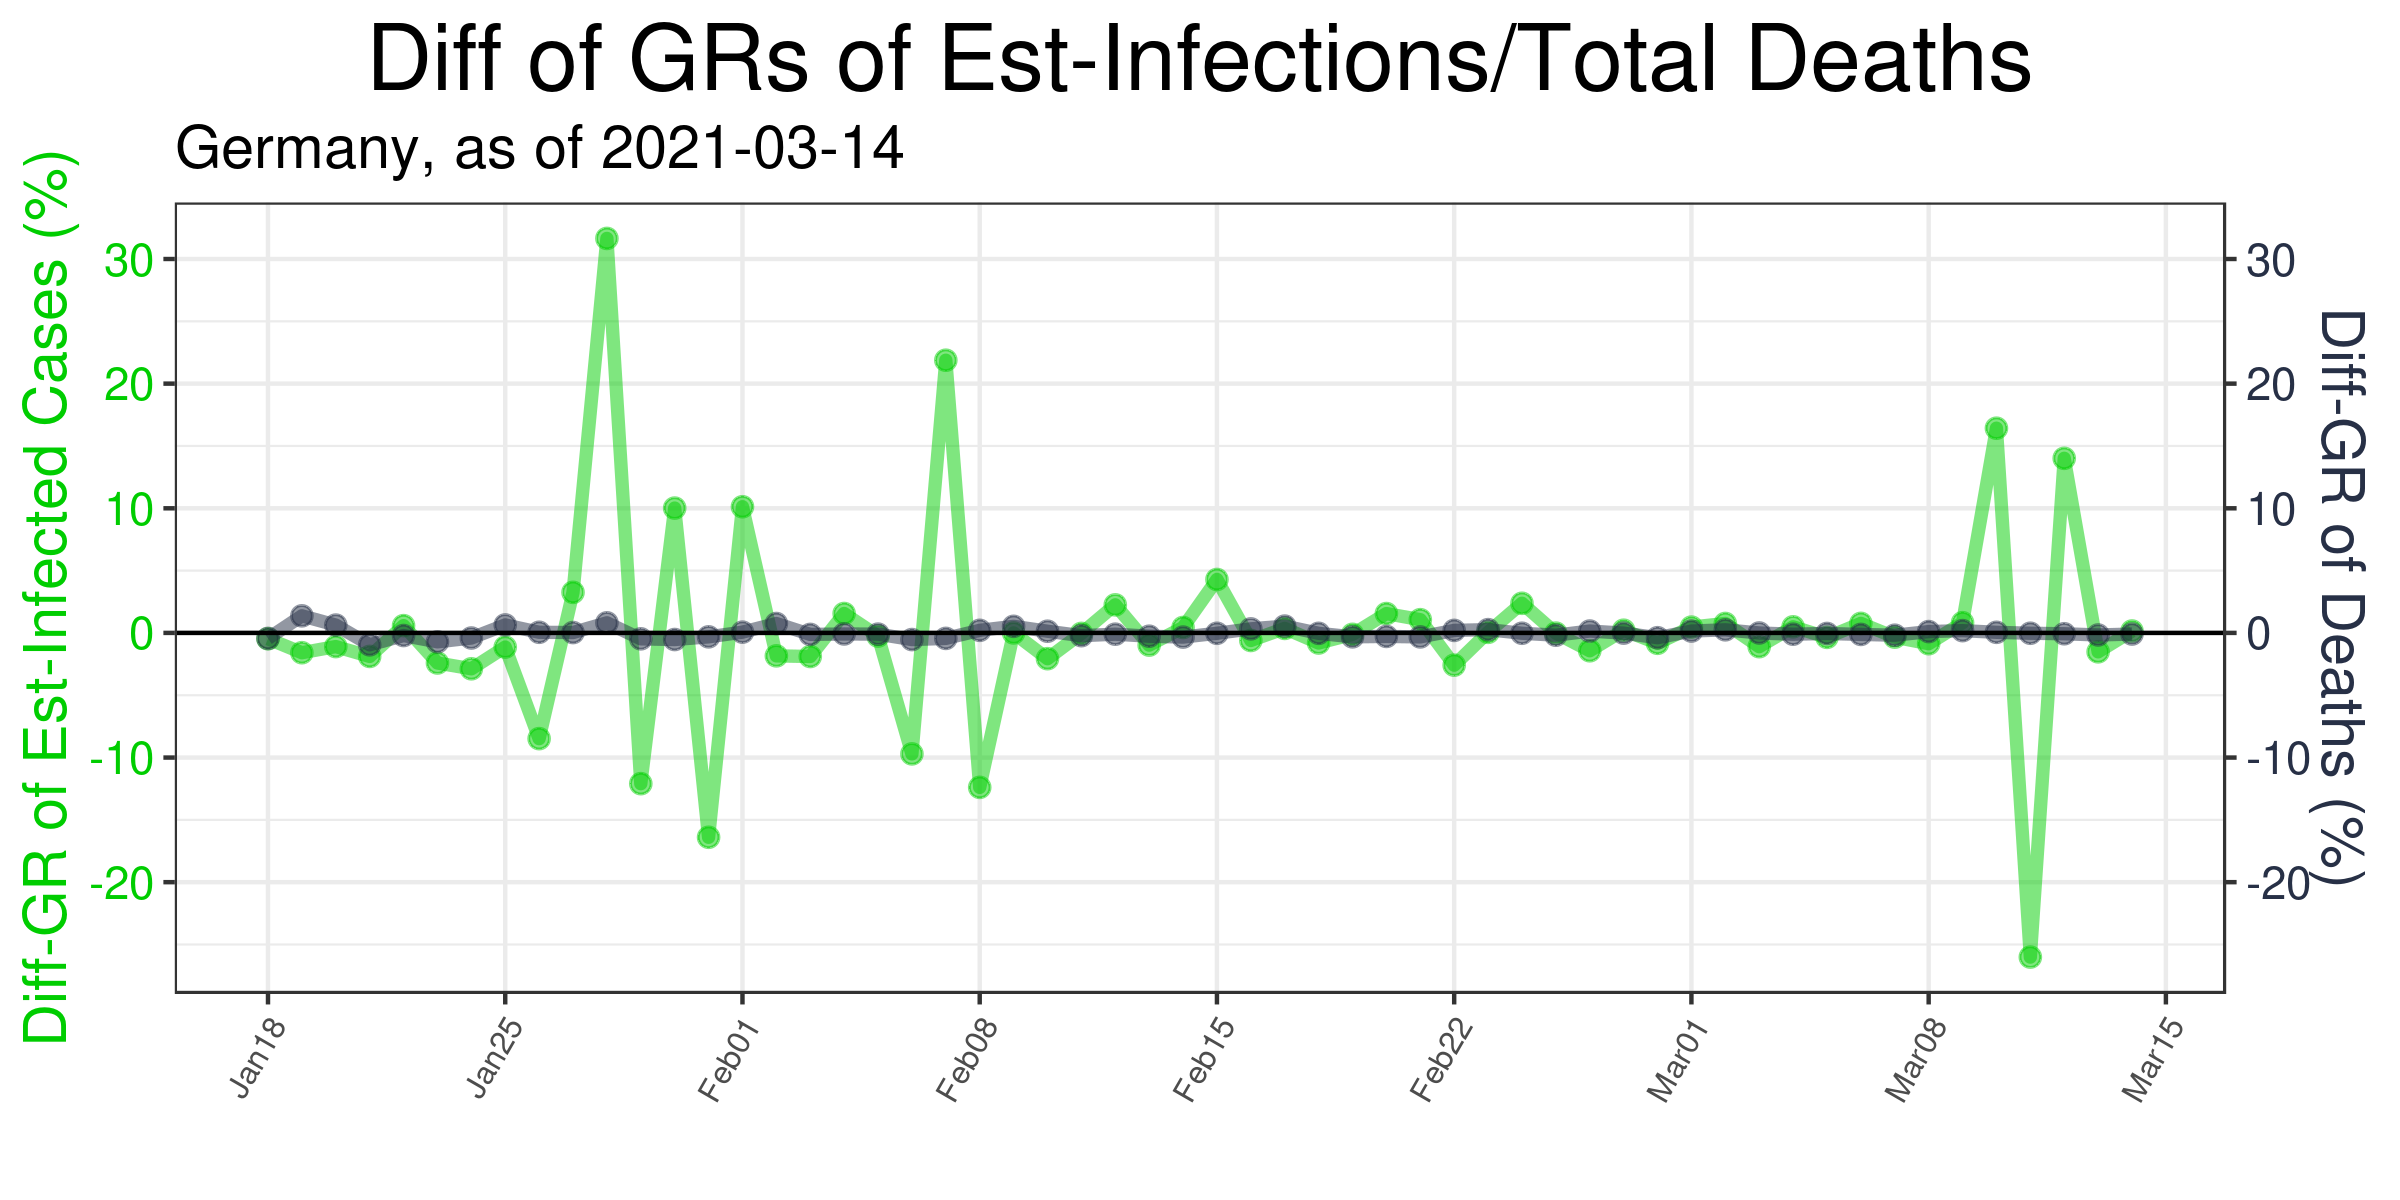 Diff of GRs of Est-Infections/Total Deaths
Germany, as of 2021-03-14
Diff-GR of Est-Infected Cases (%)
30
20
10
0
-10
-20
30
20
10
0
-10
-20
Diff-GR of Deaths (%)
Jan18
Jan25
Feb01
Feb08
Feb15
Feb22
Mar01
Mar08
Mar15